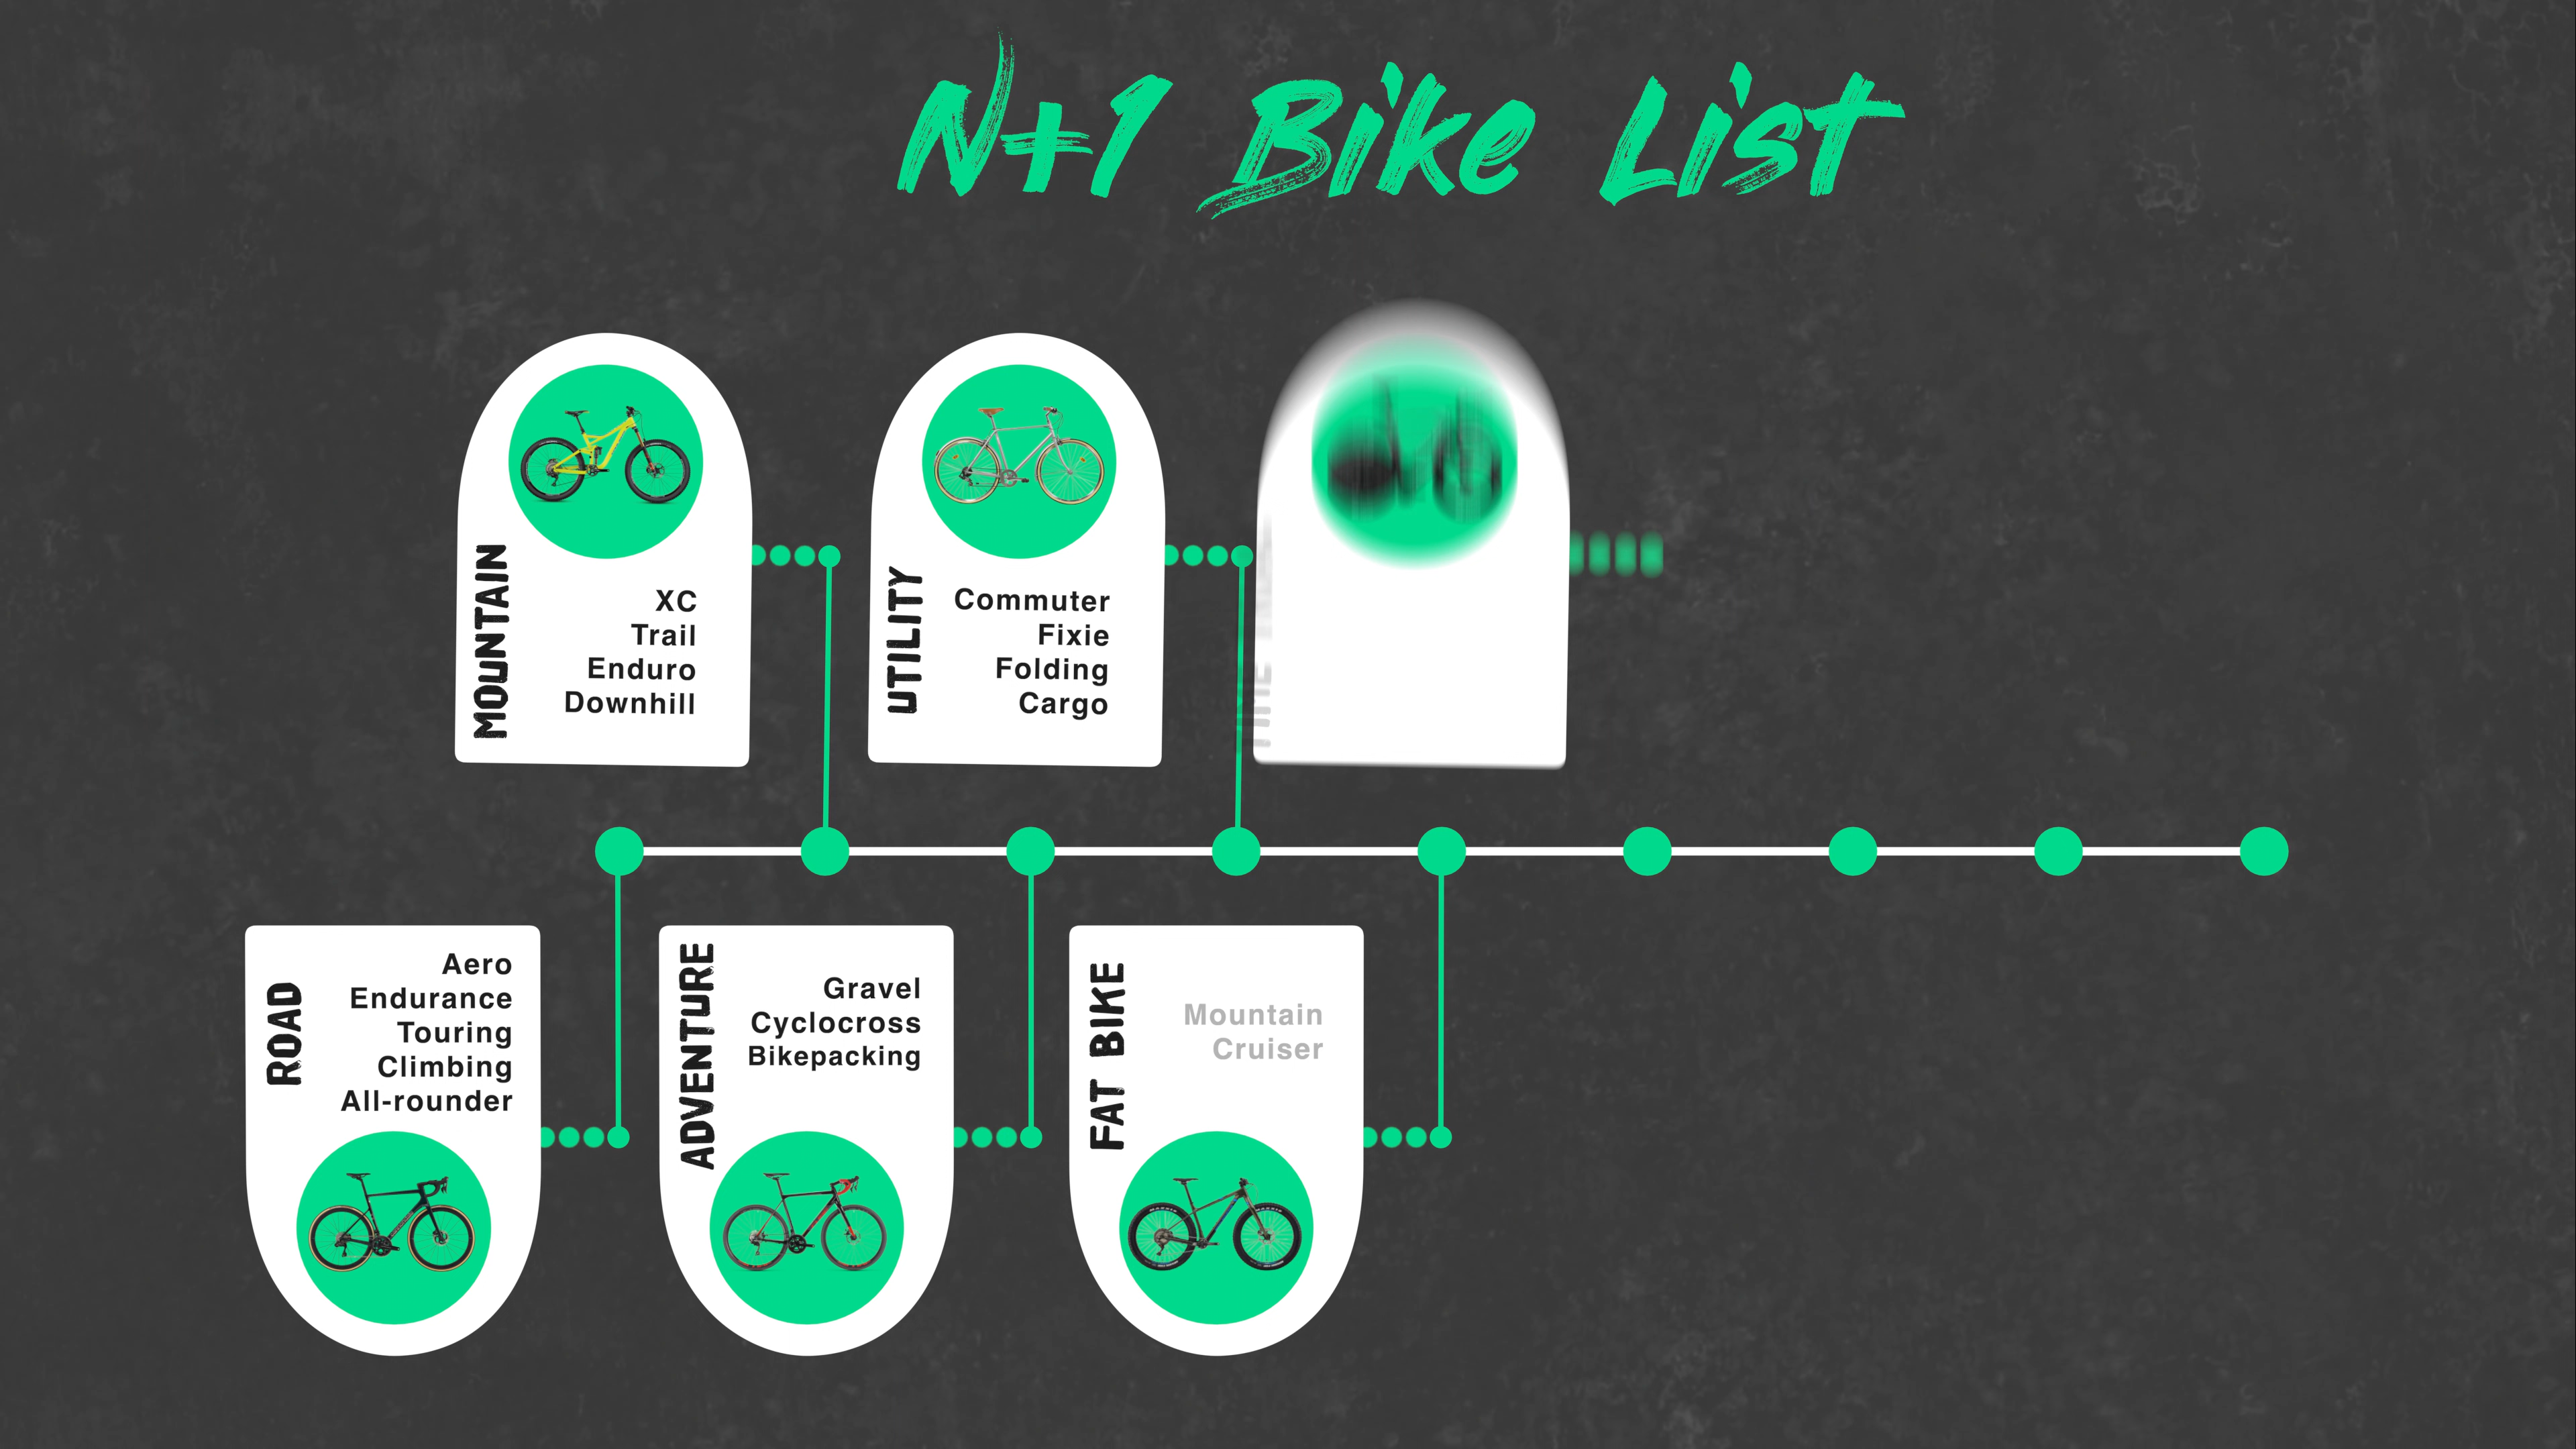 N+1 Bike List
MOUNTAIN
XC
Trail
Enduro
Downhill
UTILITY
Commuter
Fixie
Folding
Cargo
ROAD
Aero
Endurance
Touring
Climbing
All-rounder
ADVENTURE
Gravel
Cyclocross
Bikepacking
FAT BIKE
Mountain
Cruiser